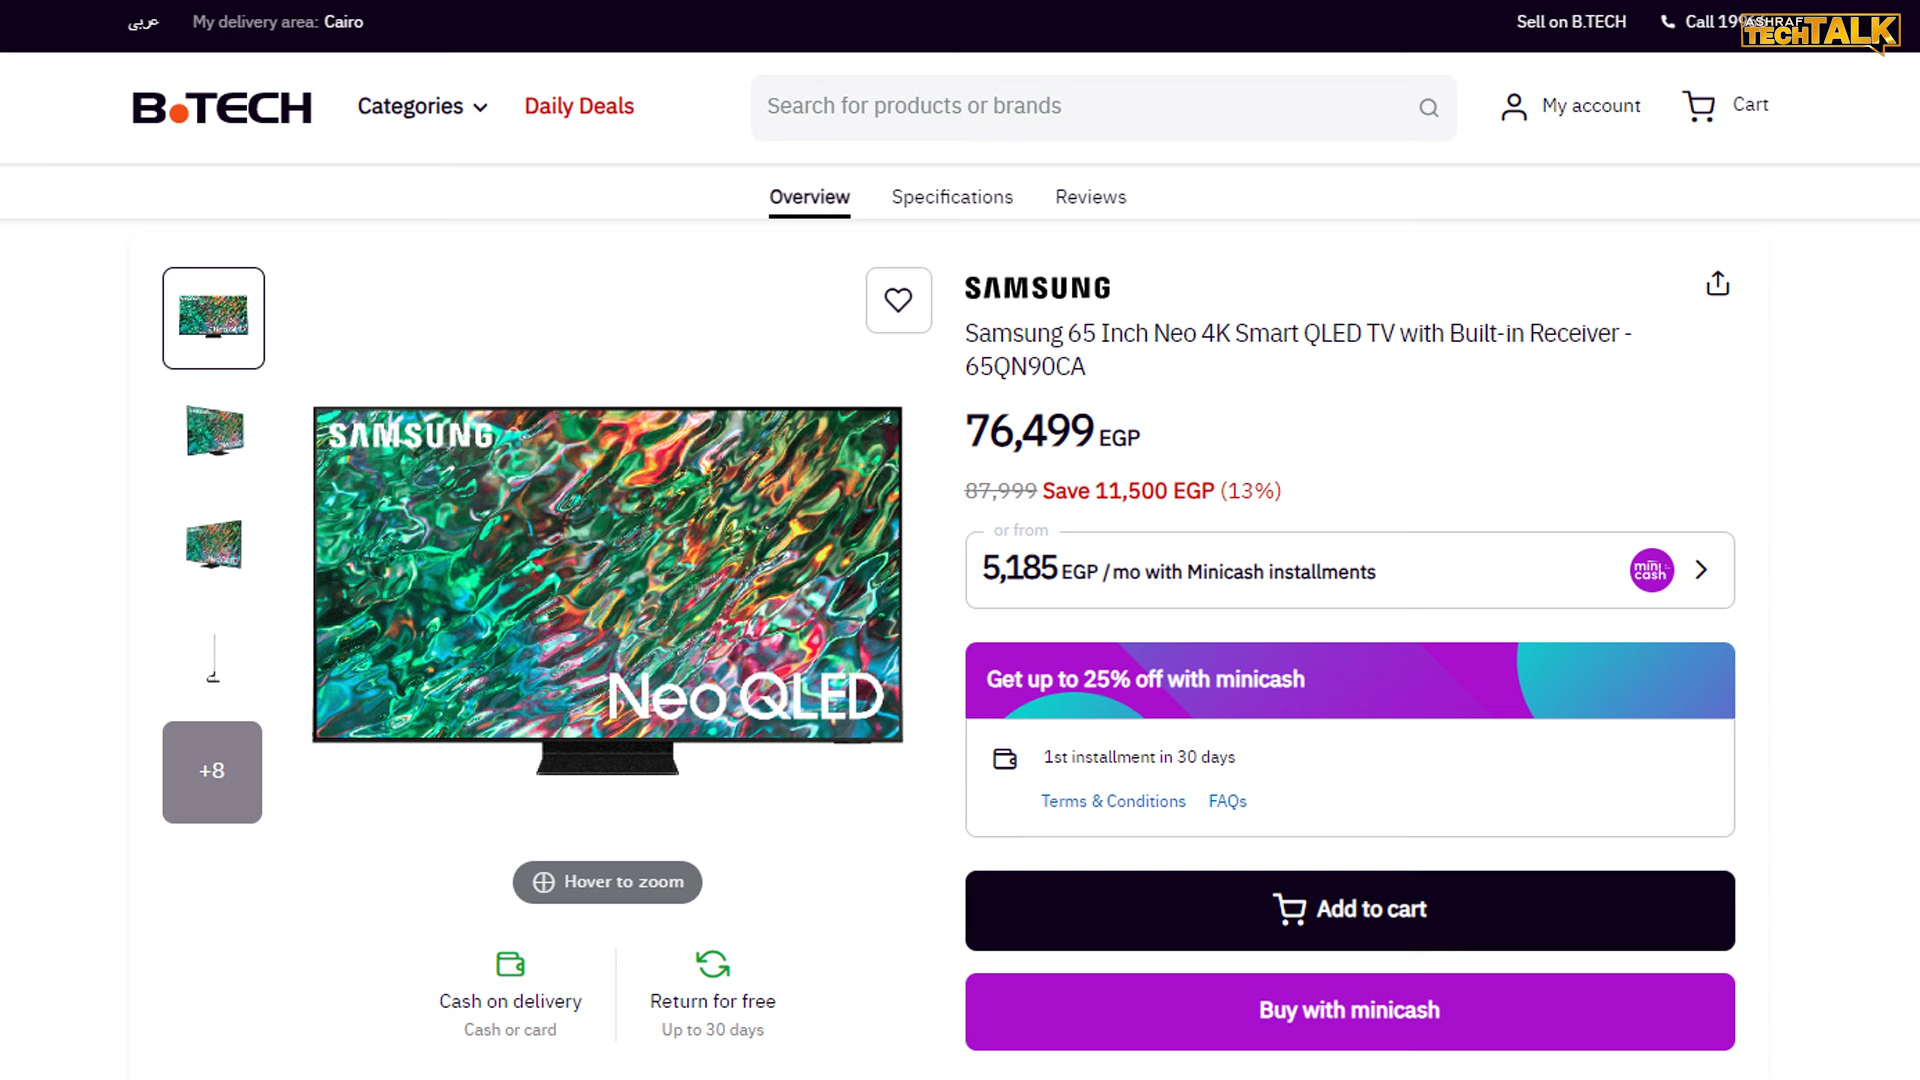 عربى
My delivery area: Cairo
Sell on B.TECH
Call 19
ASHRAF
TECHTALK
B.TECH
Categories
Daily Deals
Search for products or brands
My account
Cart
Overview
Specifications
Reviews
SAMSUNG
Samsung 65 Inch Neo 4K Smart QLED TV with Built-in Receiver -
65QN90CA
76,499 EGP
87,999 Save 11,500 EGP (13%)
or from
5,185 EGP / mo with Minicash installments
mini
cash
Get up to 25% off with minicash
1st installment in 30 days
Terms & Conditions
FAQs
Add to cart
Buy with minicash
SAMSUNG
Neo QLED
+8
Hover to zoom
Cash on delivery
Cash or card
Return for free
Up to 30 days